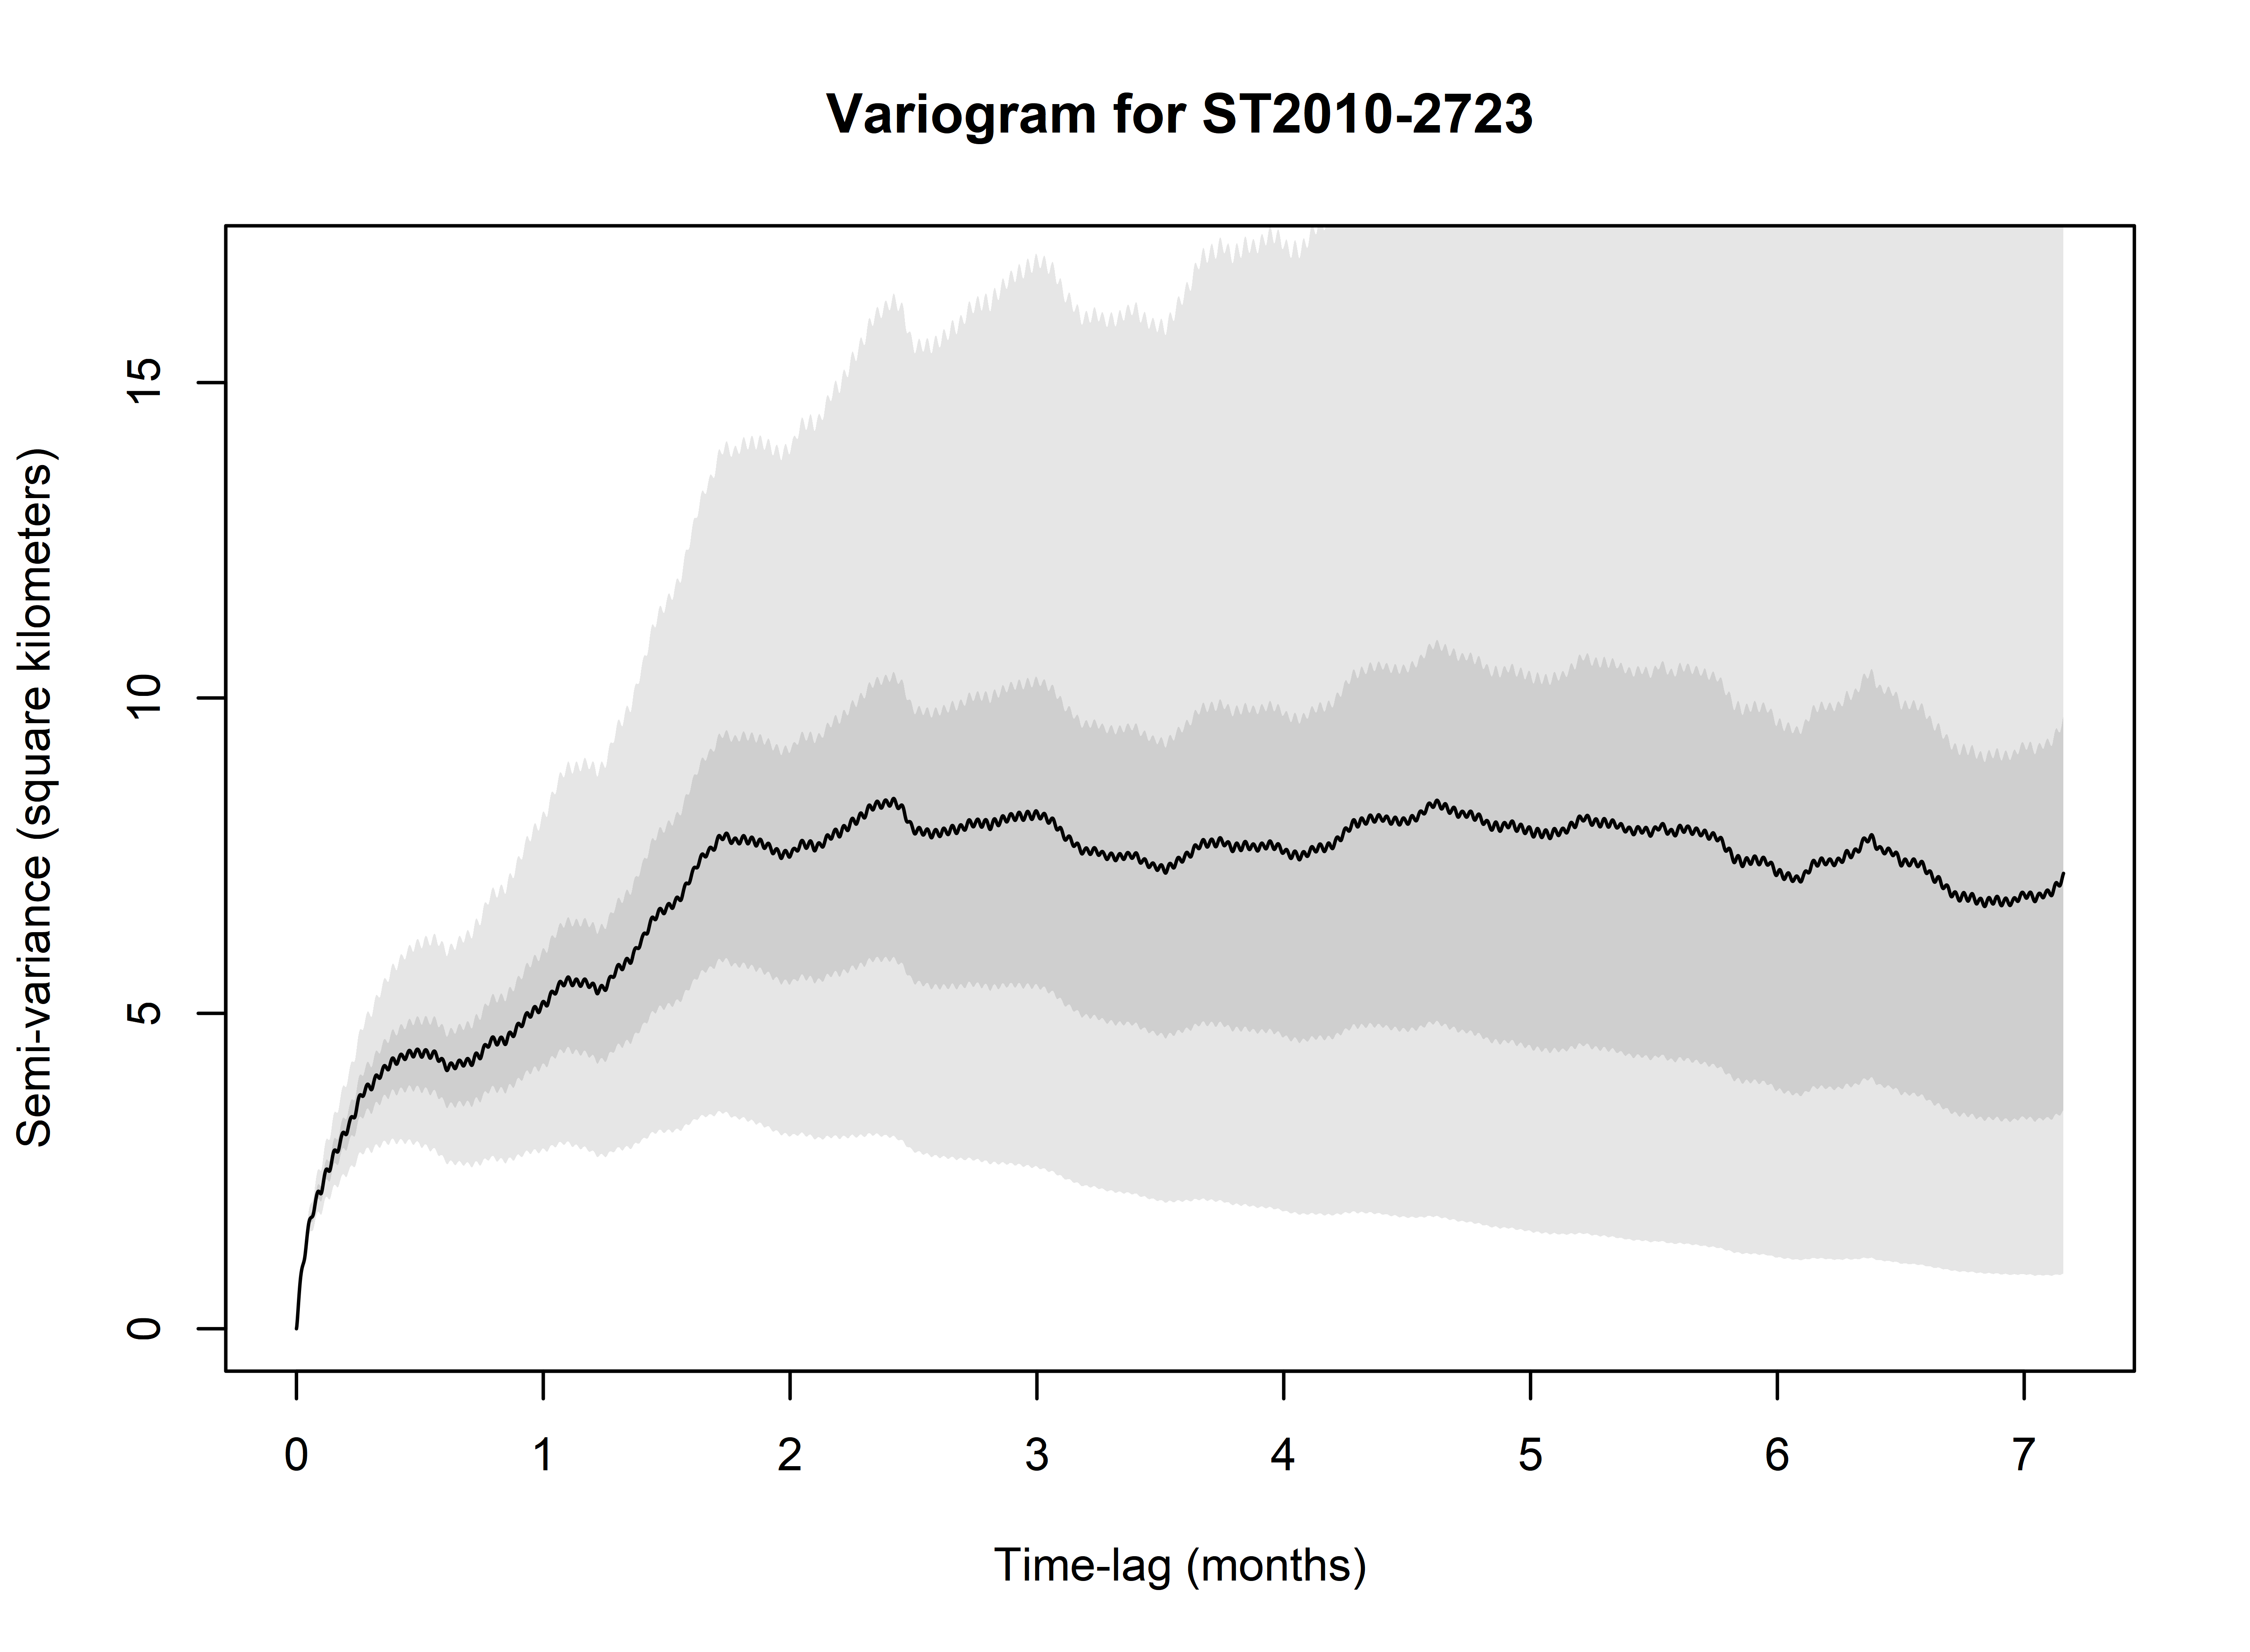 Variogram for ST2010-2723
Semi-variance (square kilometers)
15
10
5
0
0 1 2 3 4 5 6 7
Time-lag (months)